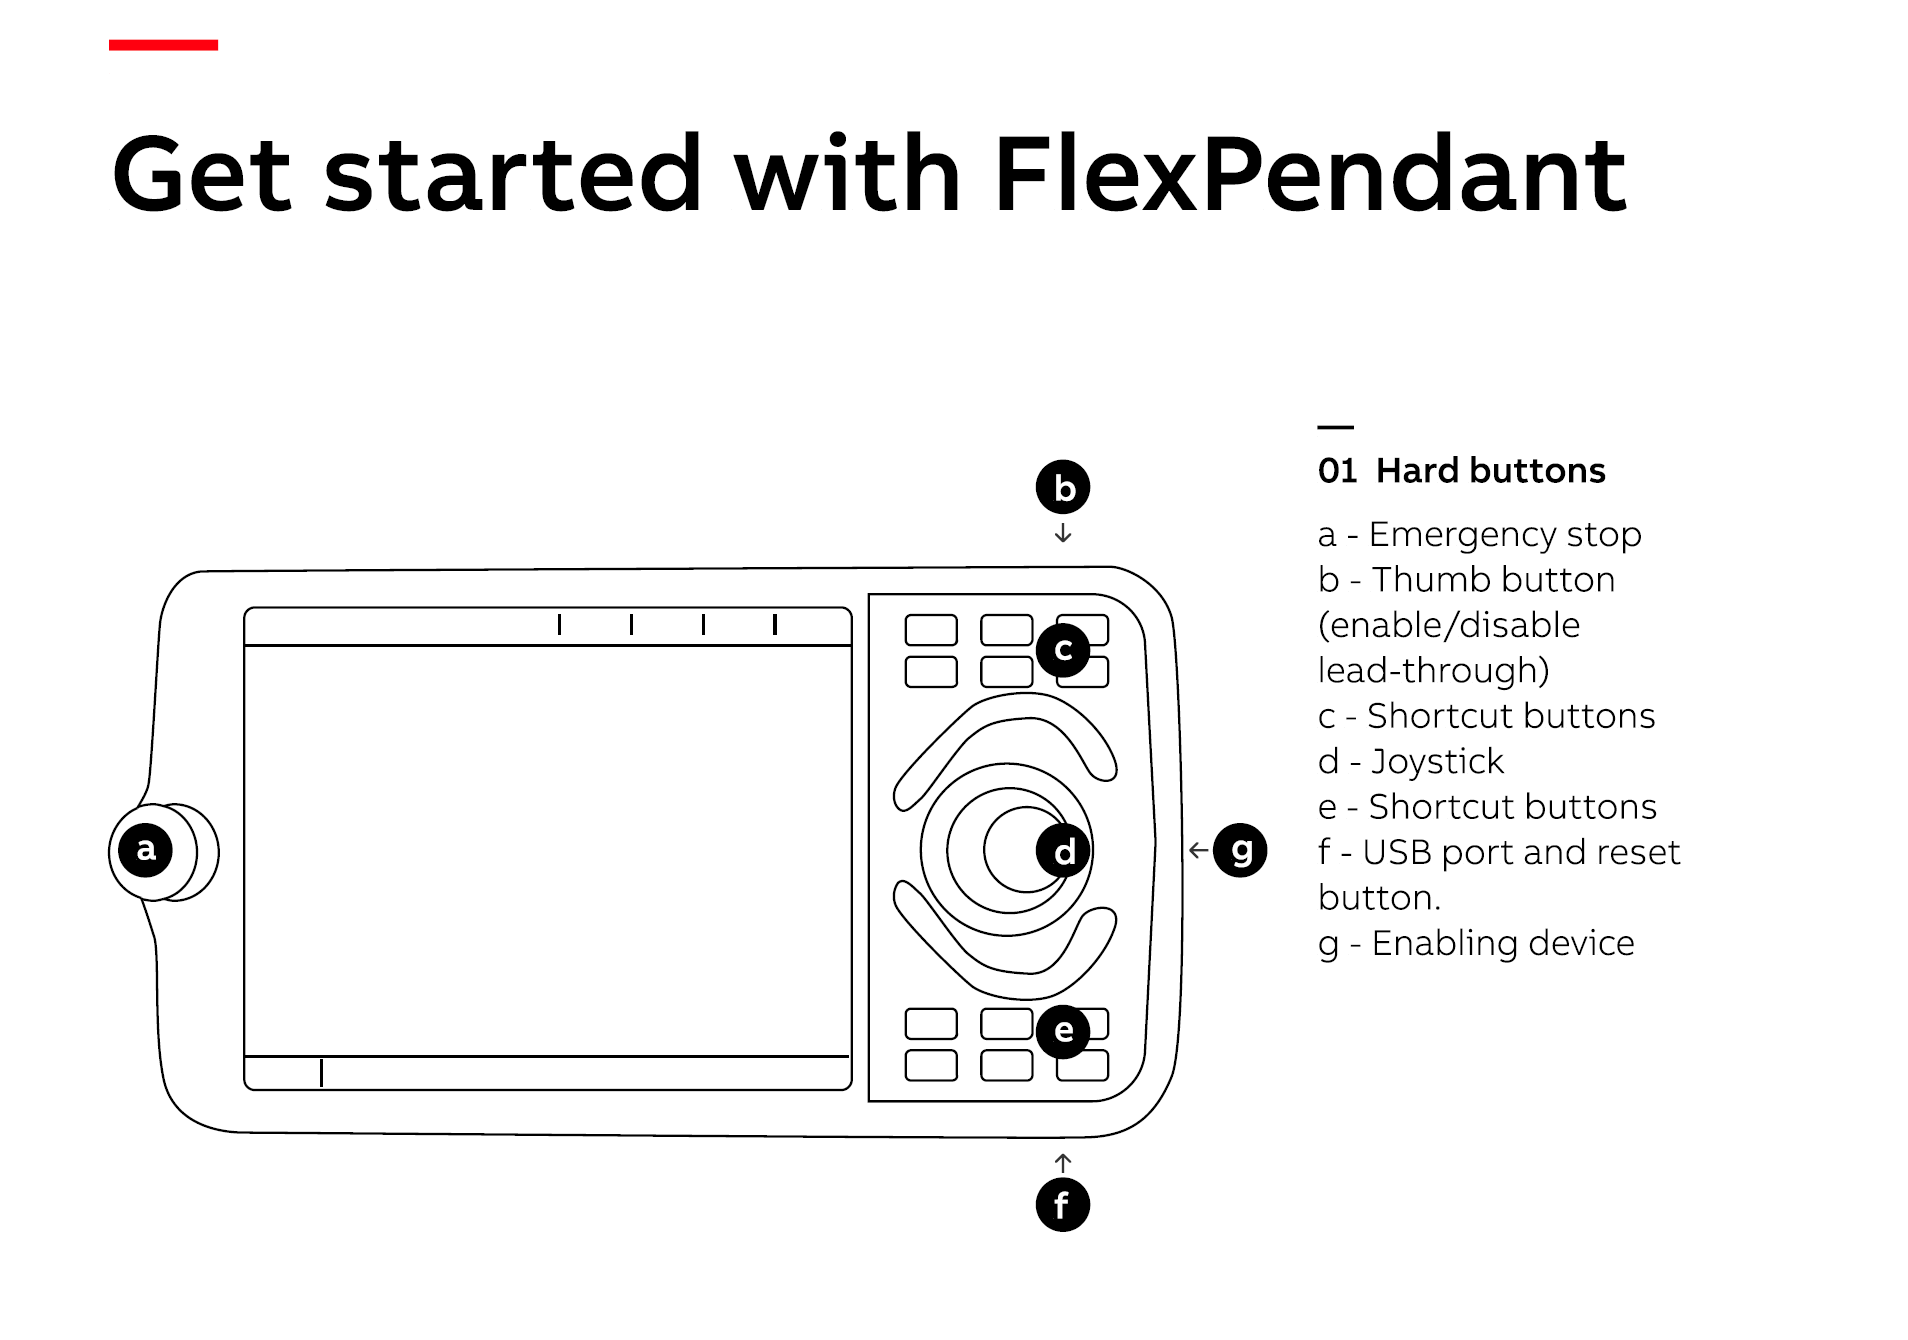 Get started with FlexPendant
b
01 Hard buttons
a - Emergency stop
b - Thumb button
(enable/disable
lead-through)
c - Shortcut buttons
d - Joystick
e - Shortcut buttons
f - USB port and reset
button.
g - Enabling device
c
a
d
g
e
f